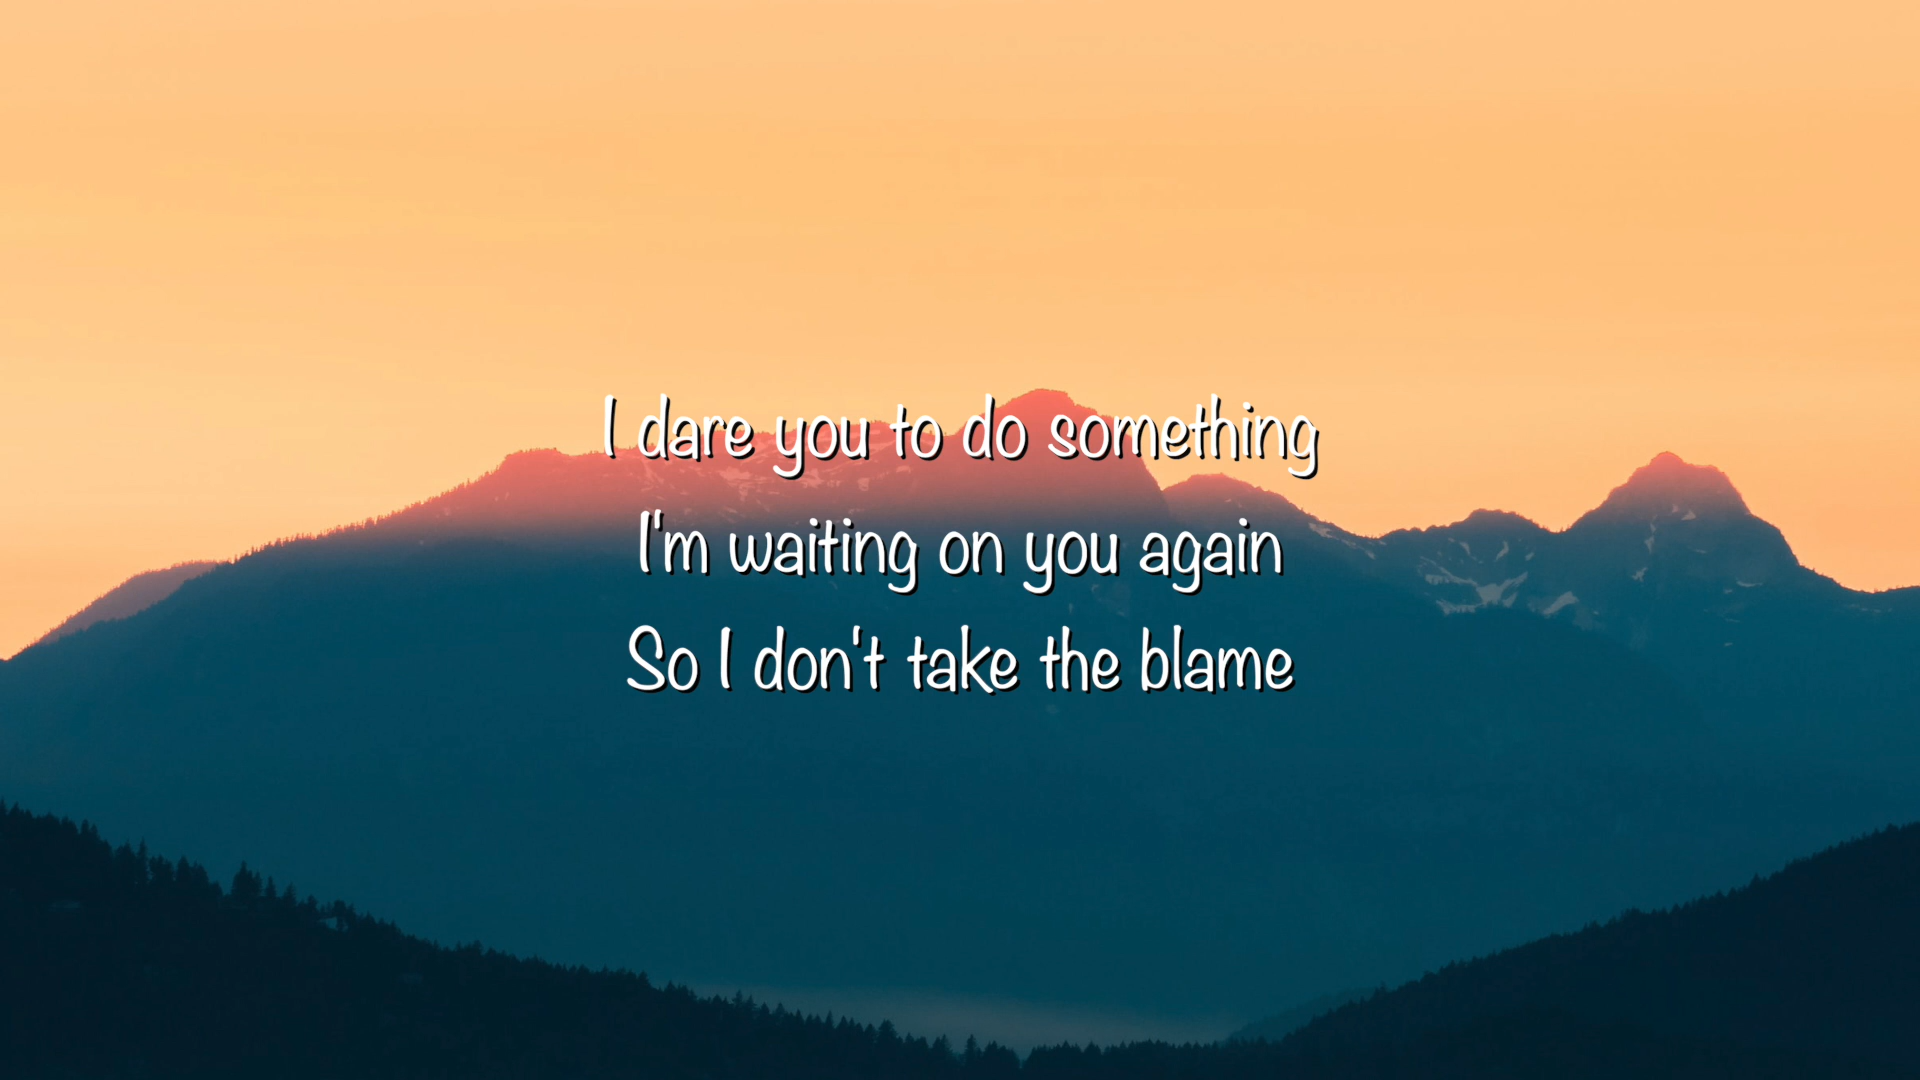 I dare you to do something
I'm waiting on you again
So I don't take the blame